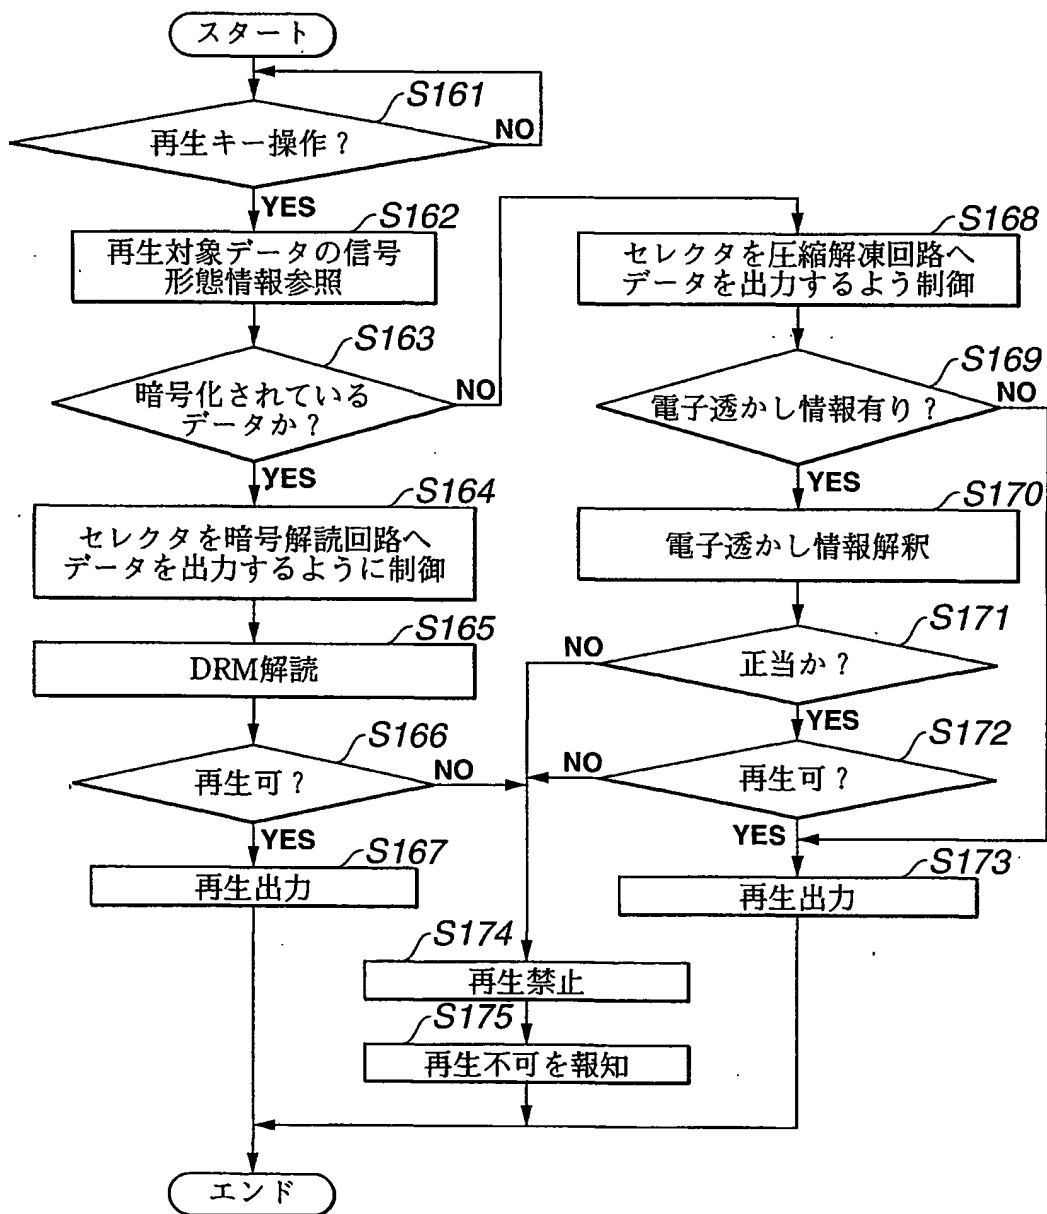 スタート
S161
再生キー操作?
NO
YES
S162
再生対象データの信号
形態情報参照
S163
暗号化されている
データか?
NO
YES
S164
セレクタを暗号解読回路へ
データを出力するように制御
S165
DRM解読
S166
再生可?
NO
YES
S167
再生出力
S168
セレクタを圧縮解凍回路へ
データを出力するよう制御
S169
電子透かし情報有り?
NO
YES
S170
電子透かし情報解釈
S171
正当か?
NO
YES
S172
再生可?
NO
YES
S173
再生出力
S174
再生禁止
S175
再生不可を報知
エンド